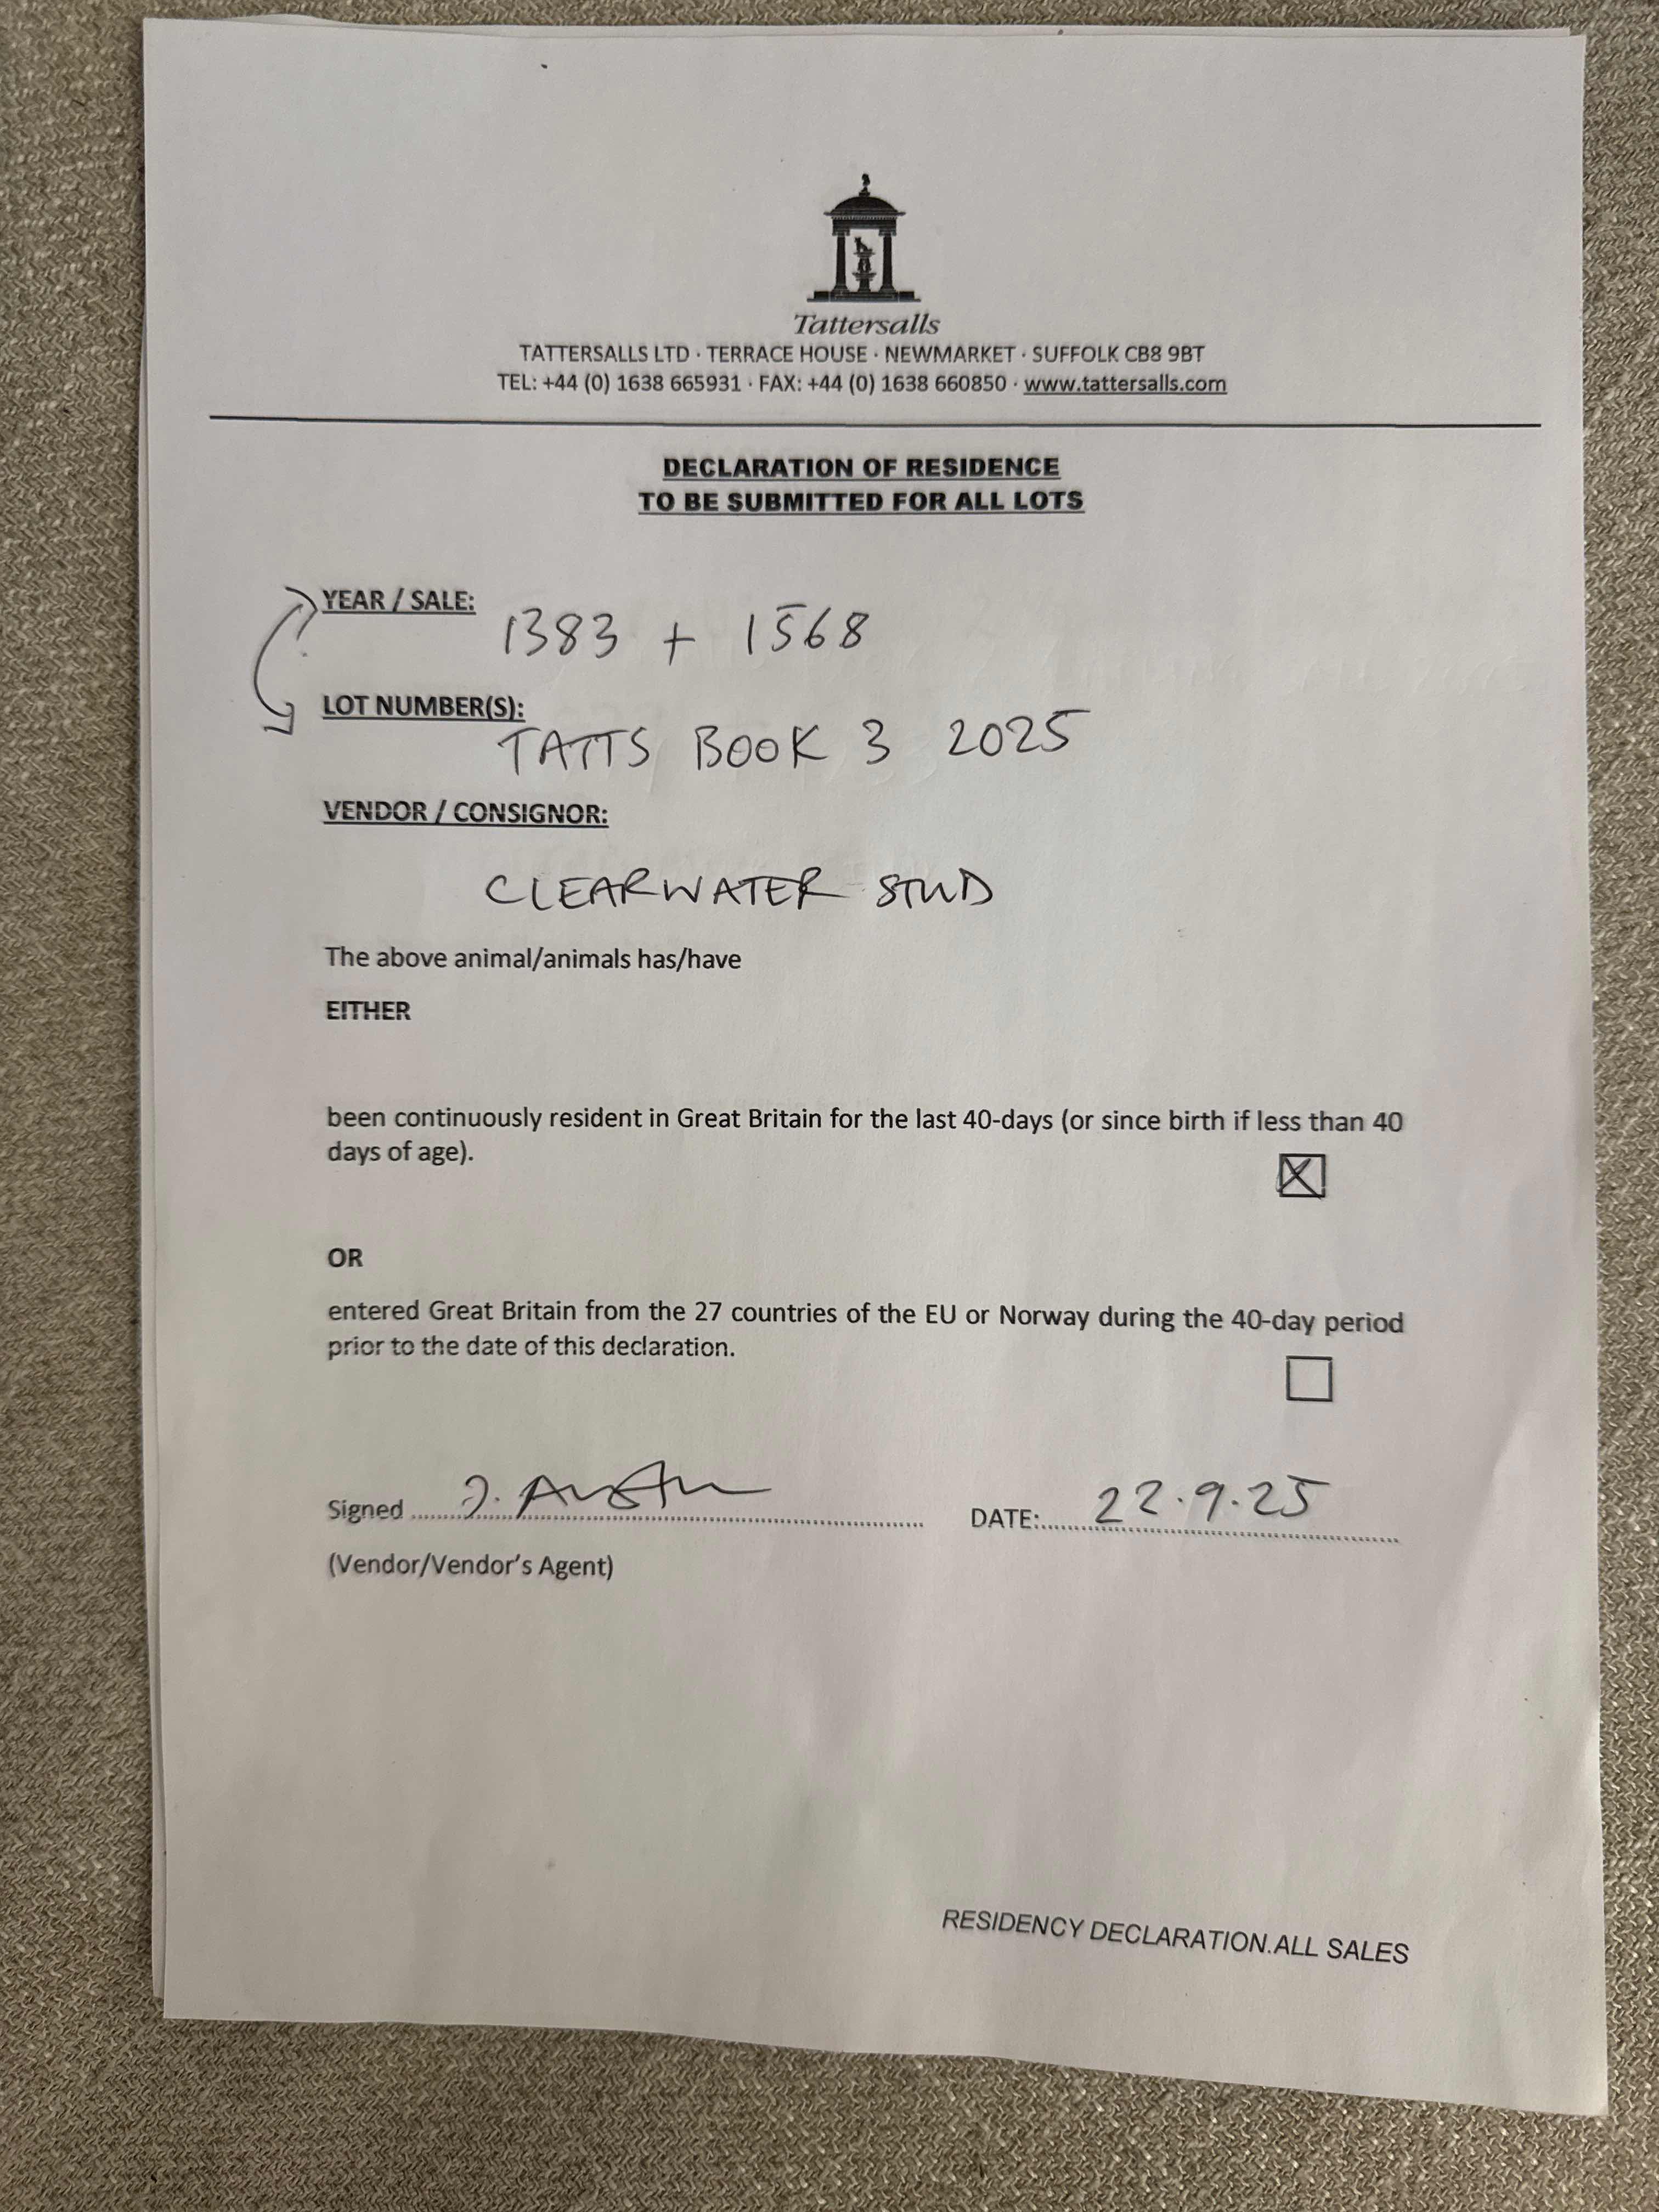 Tattersalls
TATTERSALLS LTD · TERRACE HOUSE · NEWMARKET · SUFFOLK CB8 9BT
TEL: +44 (0) 1638 665931 · FAX: +44 (0) 1638 660850 · www.tattersalls.com
DECLARATION OF RESIDENCE
TO BE SUBMITTED FOR ALL LOTS
YEAR / SALE:
1383 + 1568
LOT NUMBER(S):
TATTS BOOK 3 2025
VENDOR / CONSIGNOR:
CLEARWATER STUD
The above animal/animals has/have
EITHER
been continuously resident in Great Britain for the last 40-days (or since birth if less than 40
days of age).
OR
entered Great Britain from the 27 countries of the EU or Norway during the 40-day period
prior to the date of this declaration.
Signed J. Austin DATE: 22.9.25
(Vendor/Vendor's Agent)
RESIDENCY DECLARATION.ALL SALES